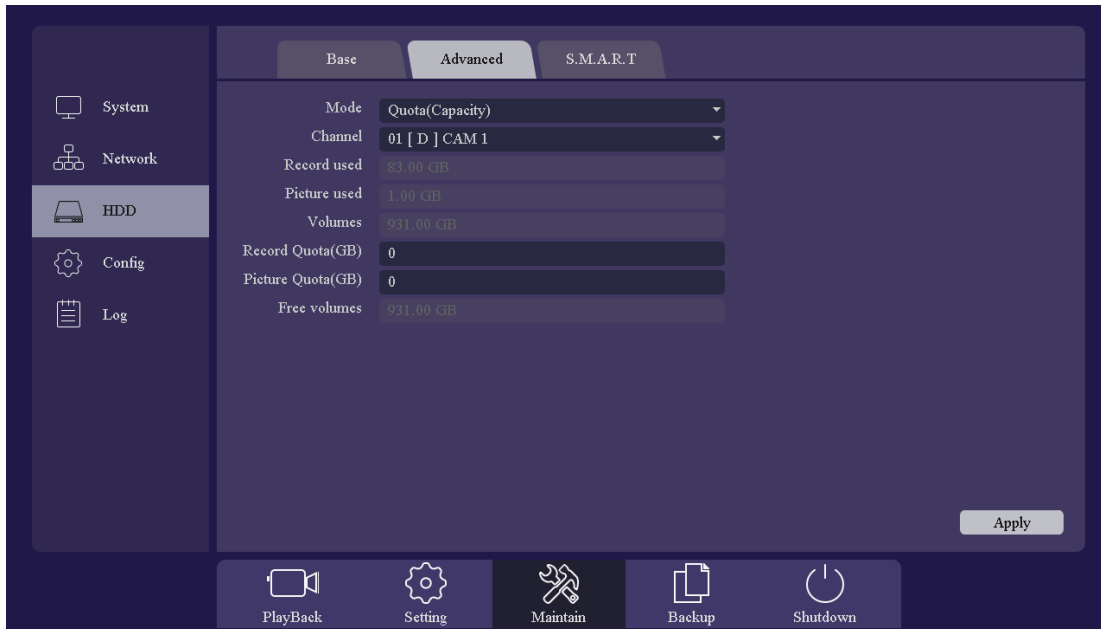 Base Advanced S.M.A.R.T
System
Network
HDD
Config
Log
Mode Quota(Capacity)
Channel 01 [ D ] CAM 1
Record used 83.00 GB
Picture used 1.00 GB
Volumes 931.00 GB
Record Quota(GB) 0
Picture Quota(GB) 0
Free volumes 931.00 GB
Apply
PlayBack Setting Maintain Backup Shutdown